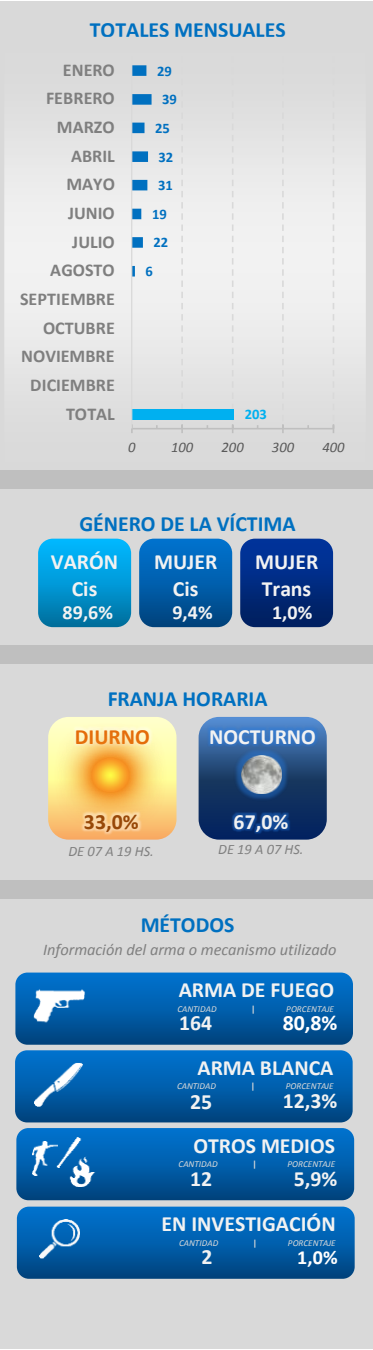 TOTALES MENSUALES
ENERO 29
FEBRERO 39
MARZO 25
ABRIL 32
MAYO 31
JUNIO 19
JULIO 22
AGOSTO 6
SEPTIEMBRE
OCTUBRE
NOVIEMBRE
DICIEMBRE
TOTAL 203
0 100 200 300 400
GÉNERO DE LA VÍCTIMA
VARÓN MUJER MUJER
Cis Cis Trans
89,6% 9,4% 1,0%
FRANJA HORARIA
DIURNO NOCTURNO
33,0% 67,0%
DE 07 A 19 HS. DE 19 A 07 HS.
MÉTODOS
Información del arma o mecanismo utilizado
ARMA DE FUEGO
CANTIDAD | PORCENTAJE
164 80,8%
ARMA BLANCA
CANTIDAD | PORCENTAJE
25 12,3%
OTROS MEDIOS
CANTIDAD | PORCENTAJE
12 5,9%
EN INVESTIGACIÓN
CANTIDAD | PORCENTAJE
2 1,0%